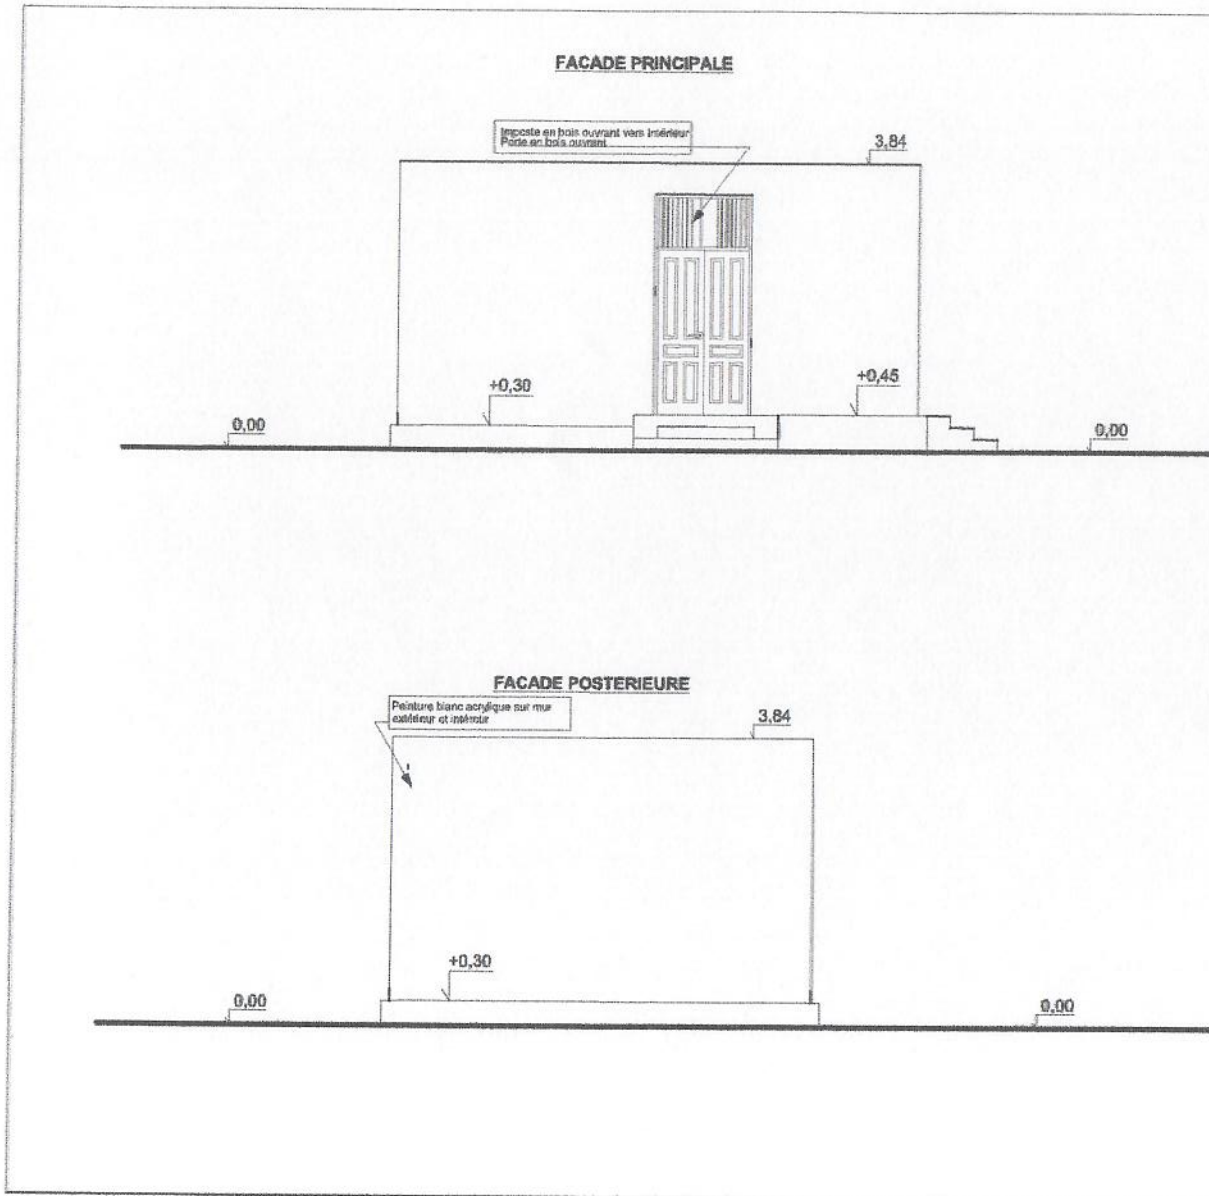 FACADE PRINCIPALE
Imposte en bois ouvrant vers intérieur
Porte en bois ouvrant
3,84
+0,30
+0,45
0,00
0,00
FACADE POSTERIEURE
Peinture blanc acrylique sur mur
extérieur et intérieur
3,84
+0,30
0,00
0,00